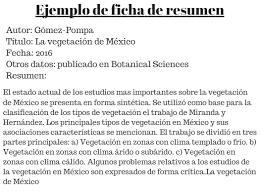 Ejemplo de ficha de resumen
Autor: Gómez-Pompa
Titulo: La vegetación de México
Fecha: 2016
Otros datos: publicado en Botanical Sciences
Resumen:
El estado actual de los estudios mas importantes sobre la vegetación
de México se presenta en forma sintética. Se utilizó como base para la
clasificación de los tipos de vegetación el trabajo de Miranda y
Hernández. Los principales tipos de vegetación en México y sus
asociaciones características se mencionan. El trabajo se dividió en tres
partes principales: a) Vegetación en zonas con clima templado o frío. b)
Vegetación en zonas con clima árido o subárido. c) Vegetación en
zonas con clima cálido. Algunos problemas relativos a los estudios de
la vegetación en México son expresados de forma crítica.La vegetación
de México